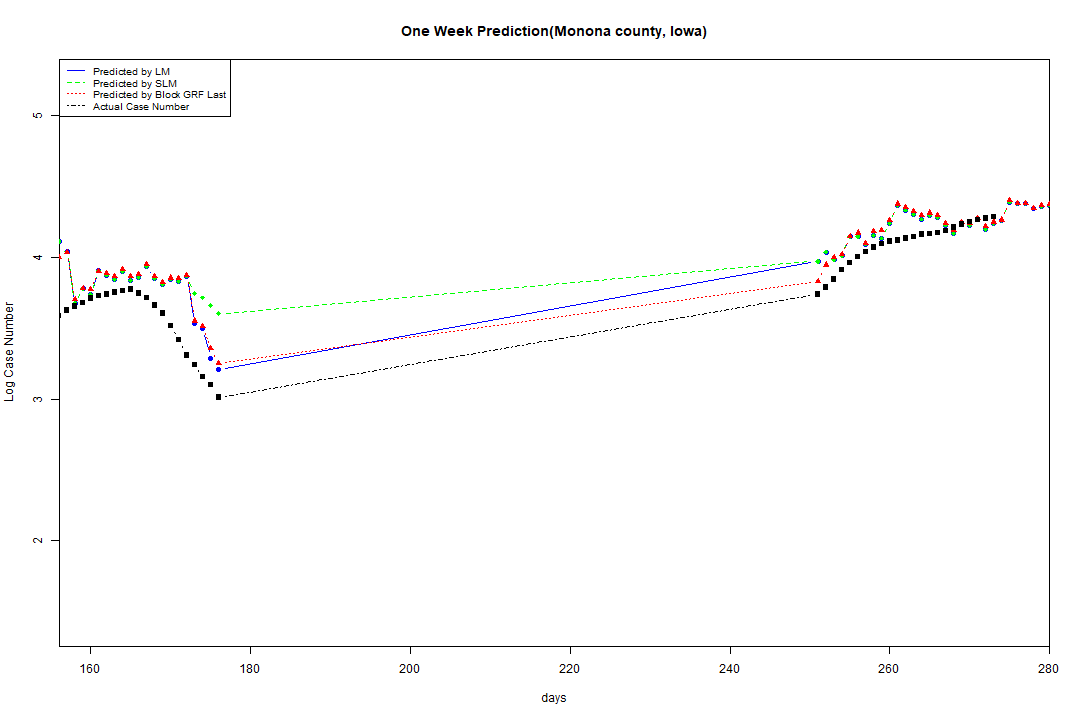 One Week Prediction(Monona county, Iowa)
Predicted by LM
Predicted by SLM
Predicted by Block GRF Last
Actual Case Number
5
4
3
2
Log Case Number
160 180 200 220 240 260 280
days